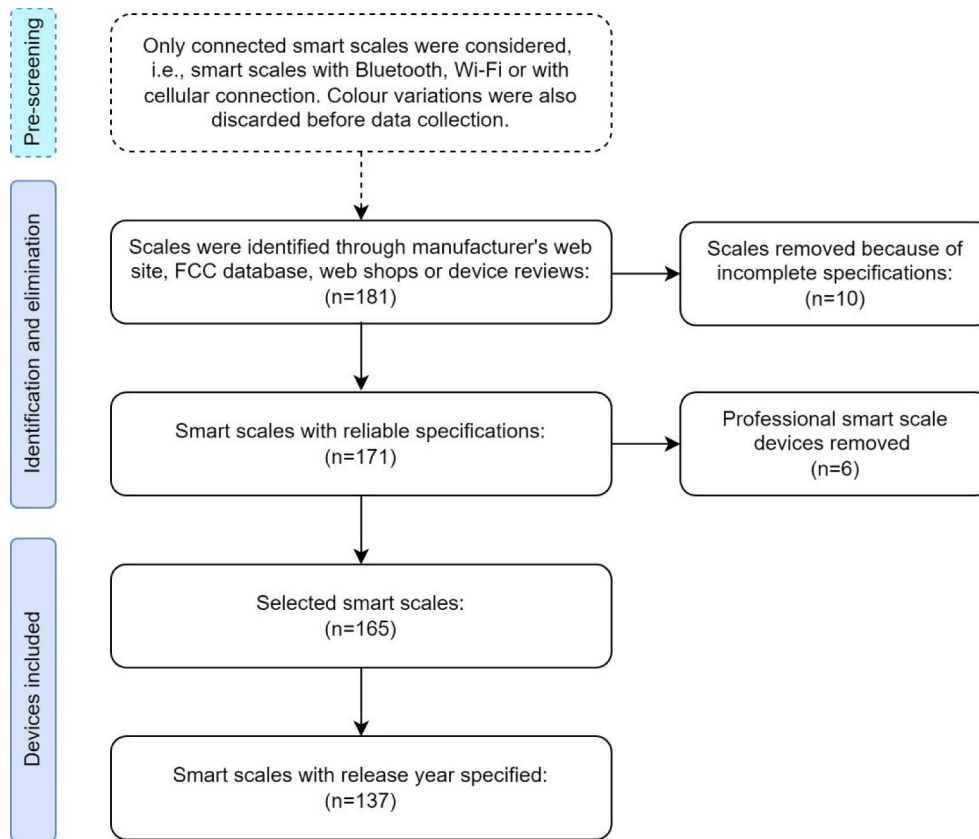 Pre-screening
Only connected smart scales were considered,
i.e., smart scales with Bluetooth, Wi-Fi or with
cellular connection. Colour variations were also
discarded before data collection.
Identification and elimination
Scales were identified through manufacturer's web
site, FCC database, web shops or device reviews:
(n=181)
Scales removed because of
incomplete specifications:
(n=10)
Smart scales with reliable specifications:
(n=171)
Professional smart scale
devices removed
(n=6)
Devices included
Selected smart scales:
(n=165)
Smart scales with release year specified:
(n=137)